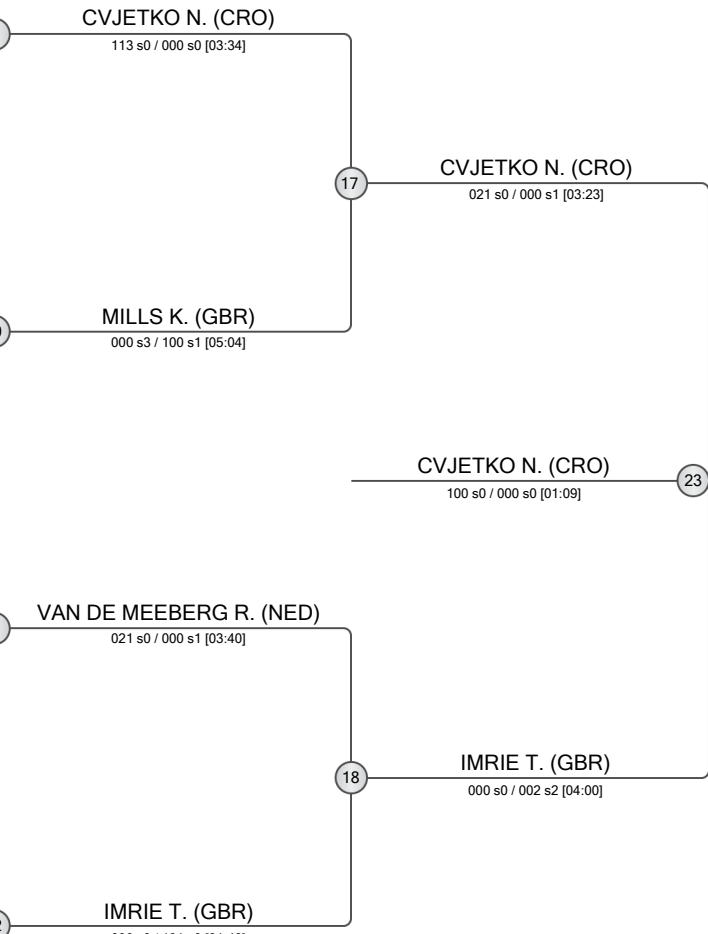 CVJETKO N. (CRO)
113 s0 / 000 s0 [03:34]
17
CVJETKO N. (CRO)
021 s0 / 000 s1 [03:23]
MILLS K. (GBR)
000 s3 / 100 s1 [05:04]
CVJETKO N. (CRO)
100 s0 / 000 s0 [01:09]
23
VAN DE MEEBERG R. (NED)
021 s0 / 000 s1 [03:40]
18
IMRIE T. (GBR)
000 s0 / 002 s2 [04:00]
IMRIE T. (GBR)